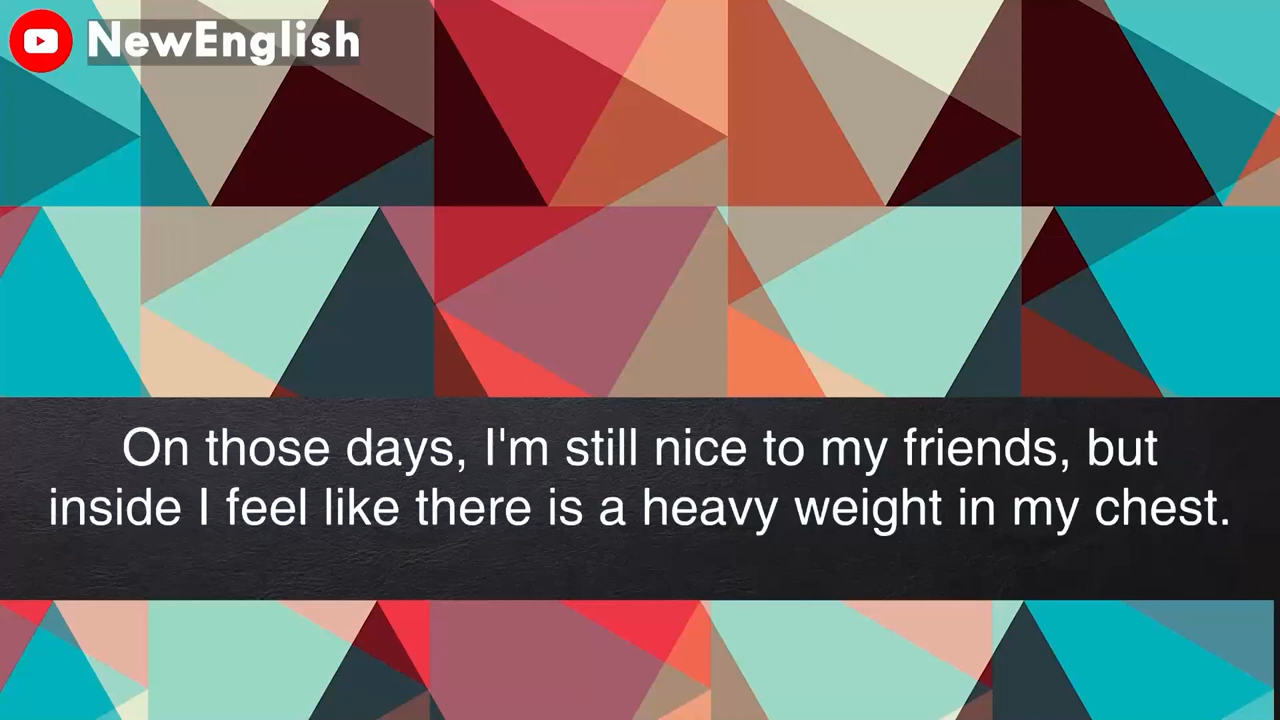 NewEnglish
On those days, I'm still nice to my friends, but
inside I feel like there is a heavy weight in my chest.